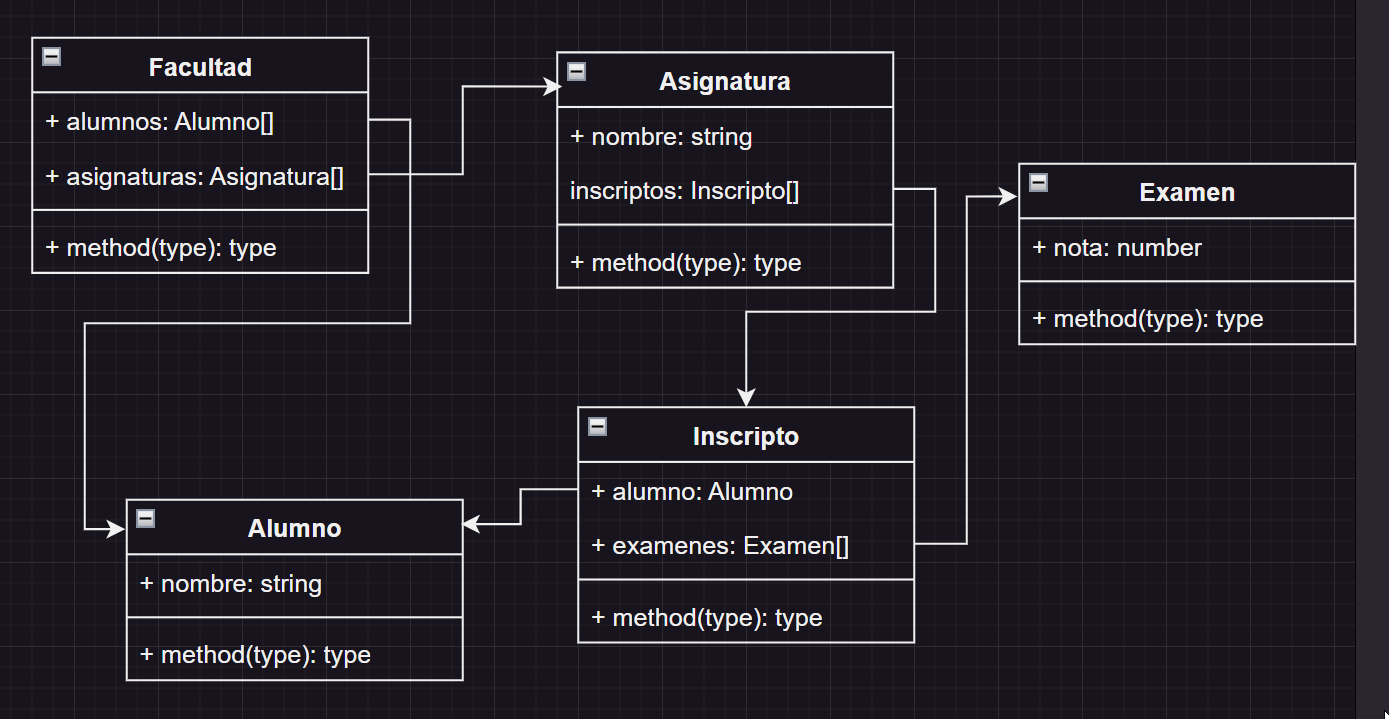 Facultad
+ alumnos: Alumno[]
+ asignaturas: Asignatura[]
+ method(type): type
Asignatura
+ nombre: string
inscriptos: Inscripto[]
+ method(type): type
Examen
+ nota: number
+ method(type): type
Inscripto
+ alumno: Alumno
+ examenes: Examen[]
+ method(type): type
Alumno
+ nombre: string
+ method(type): type